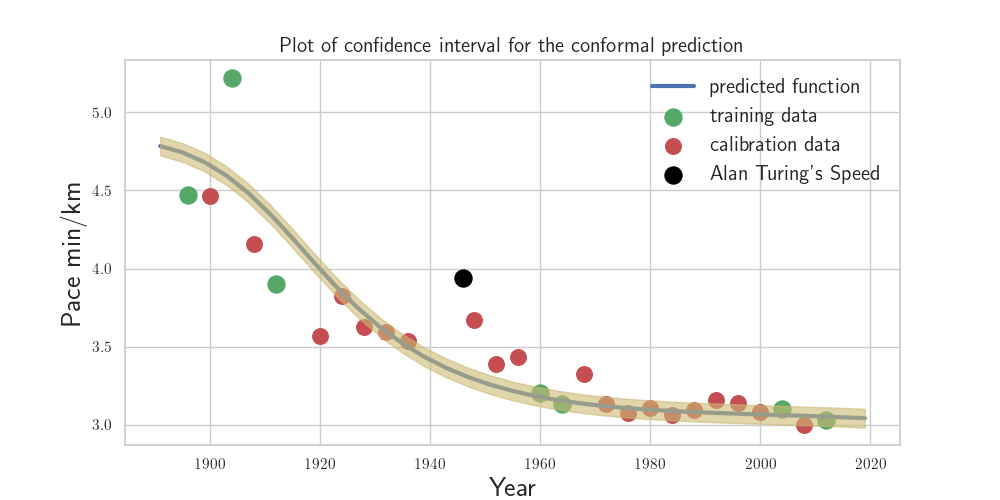 Plot of confidence interval for the conformal prediction
predicted function
training data
calibration data
Alan Turing's Speed
Pace min/km
5.0
4.5
4.0
3.5
3.0
1900 1920 1940 1960 1980 2000 2020
Year